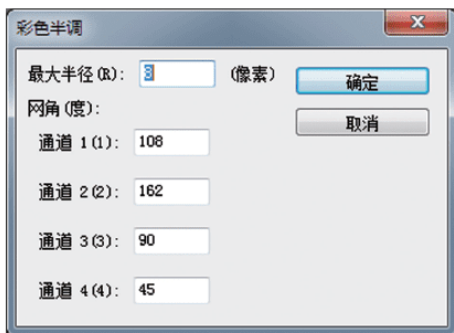 彩色半调
最大半径(R): 8 (像素)
确定
网角(度):
取消
通道 1(1): 108
通道 2(2): 162
通道 3(3): 90
通道 4(4): 45